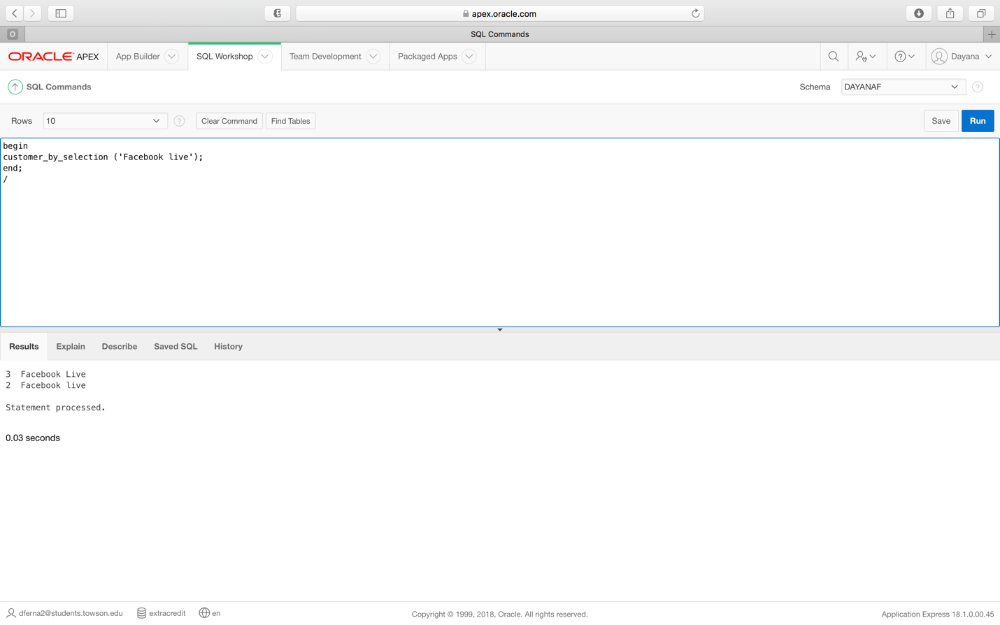 apex.oracle.com
O
SQL Commands
ORACLE APEX
App Builder
SQL Workshop
Team Development
Packaged Apps
Dayana
SQL Commands
Schema
DAYANAF
?
Rows
10
?
Clear Command
Find Tables
Save
Run
begin
customer_by_selection ('Facebook live');
end;
/
Results
Explain
Describe
Saved SQL
History
3 Facebook Live
2 Facebook live
Statement processed.
0.03 seconds
dferna2@students.towson.edu
extracredit
en
Copyright © 1999, 2018, Oracle. All rights reserved.
Application Express 18.1.0.00.45